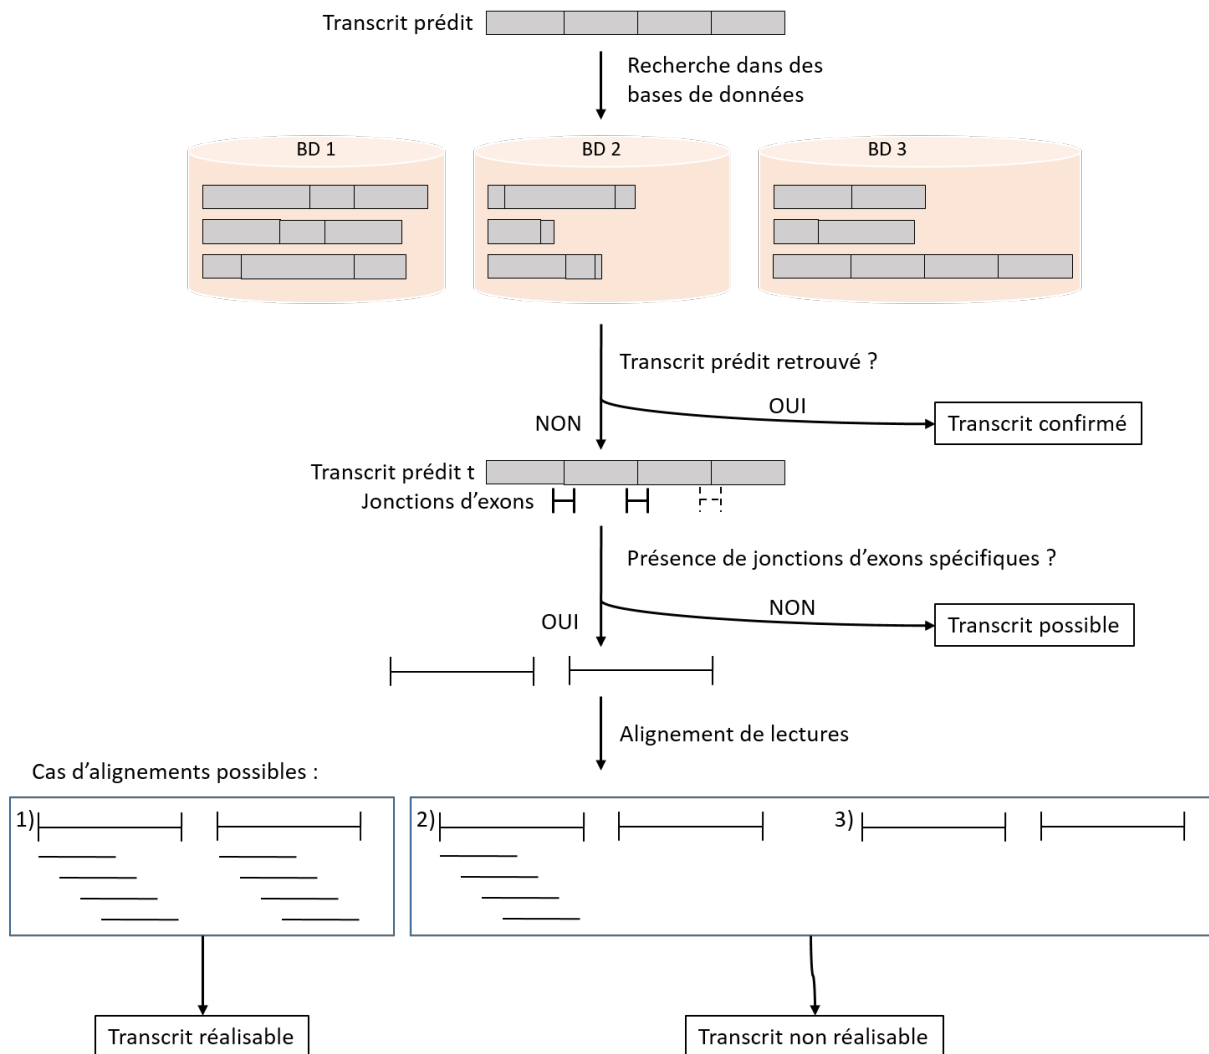 Transcrit prédit
Recherche dans des
bases de données
BD 1
BD 2
BD 3
Transcrit prédit retrouvé ?
OUI
NON
Transcrit confirmé
Transcrit prédit t
Jonctions d'exons
Présence de jonctions d'exons spécifiques ?
NON
OUI
Transcrit possible
Alignement de lectures
Cas d'alignements possibles :
1)
2)
3)
Transcrit réalisable
Transcrit non réalisable